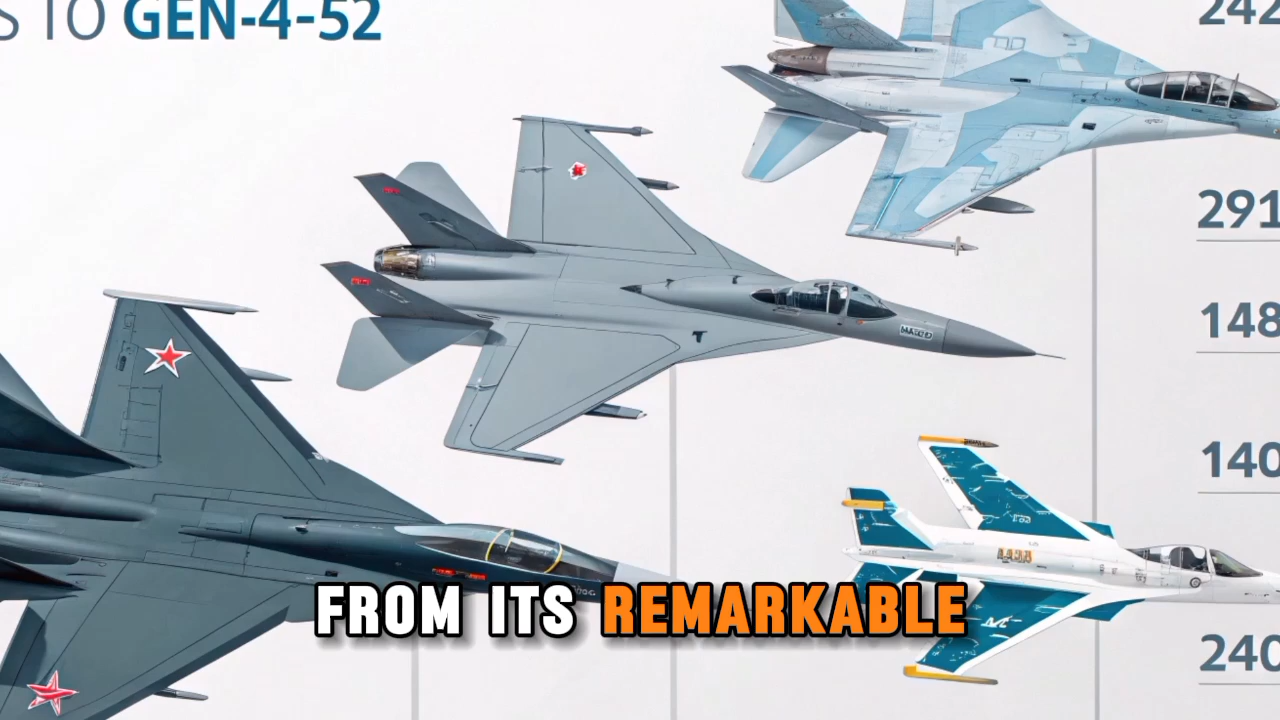 S TO GEN-4-52
242
291
148
140
240
FROM ITS REMARKABLE